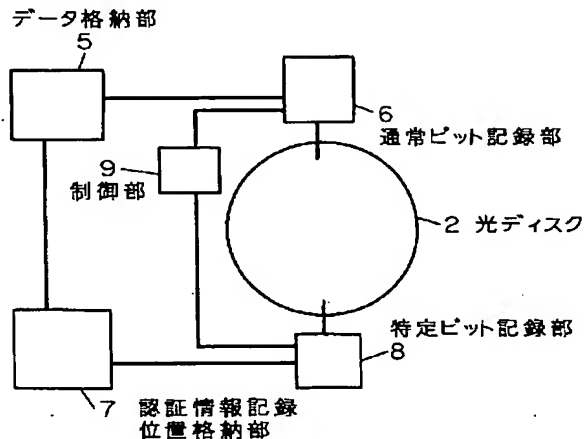 データ格納部
5
6
通常ピット記録部
9
制御部
2 光ディスク
特定ピット記録部
8
7 認証情報記録
位置格納部